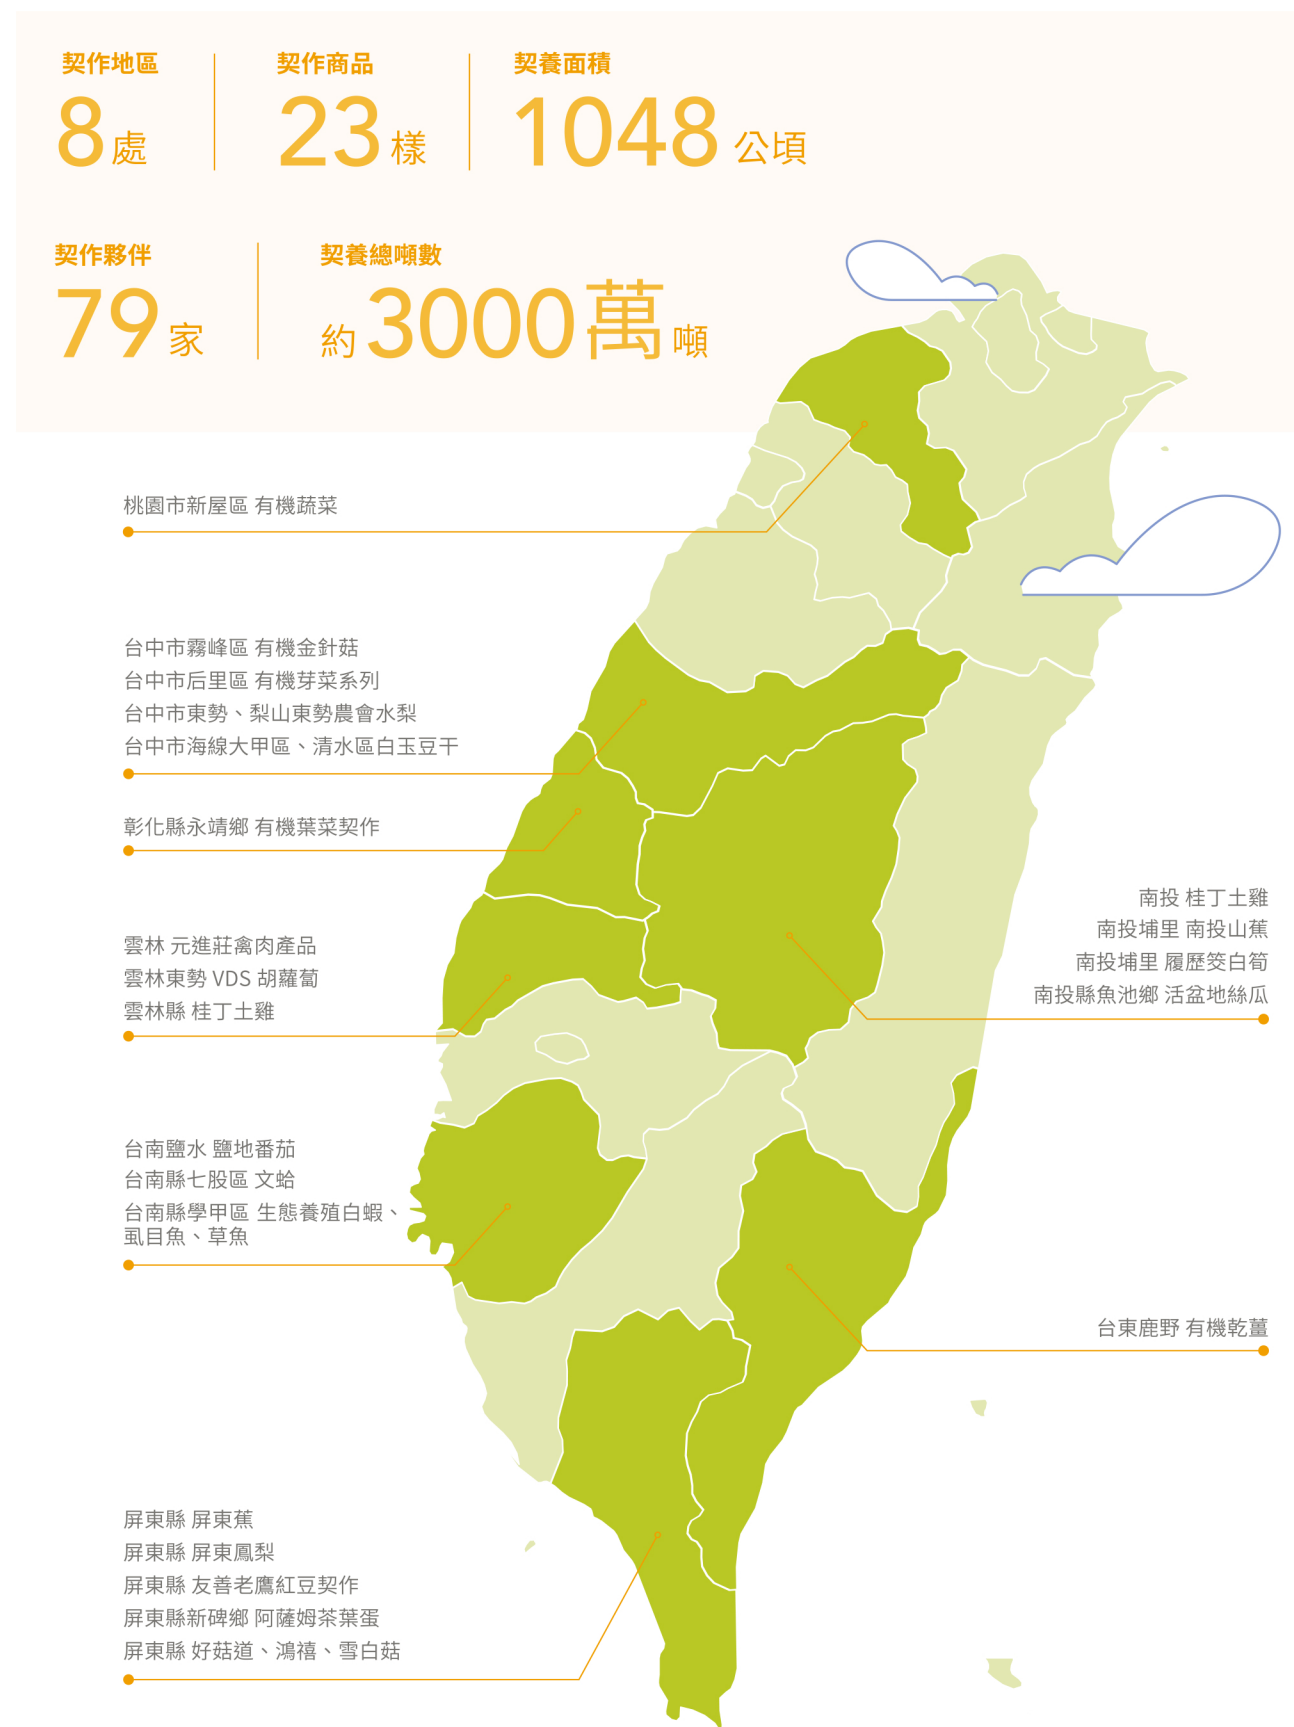 契作地區
8處
契作商品
23樣
契養面積
1048公頃
契作夥伴
79家
契養總噸數
約3000萬噸
桃園市新屋區 有機蔬菜
台中市霧峰區 有機金針菇
台中市后里區 有機芽菜系列
台中市東勢、梨山東勢農會水梨
台中市海線大甲區、清水區白玉豆干
彰化縣永靖鄉 有機葉菜契作
雲林 元進莊禽肉產品
雲林東勢 VDS 胡蘿蔔
雲林縣 桂丁土雞
南投 桂丁土雞
南投埔里 南投山蕉
南投埔里 履歷筊白筍
南投縣魚池鄉 活盆地絲瓜
台南鹽水 鹽地番茄
台南縣七股區 文蛤
台南縣學甲區 生態養殖白蝦、
虱目魚、草魚
台東鹿野 有機乾薑
屏東縣 屏東蕉
屏東縣 屏東鳳梨
屏東縣 友善老鷹紅豆契作
屏東縣新碑鄉 阿薩姆茶葉蛋
屏東縣 好菇道、鴻禧、雪白菇